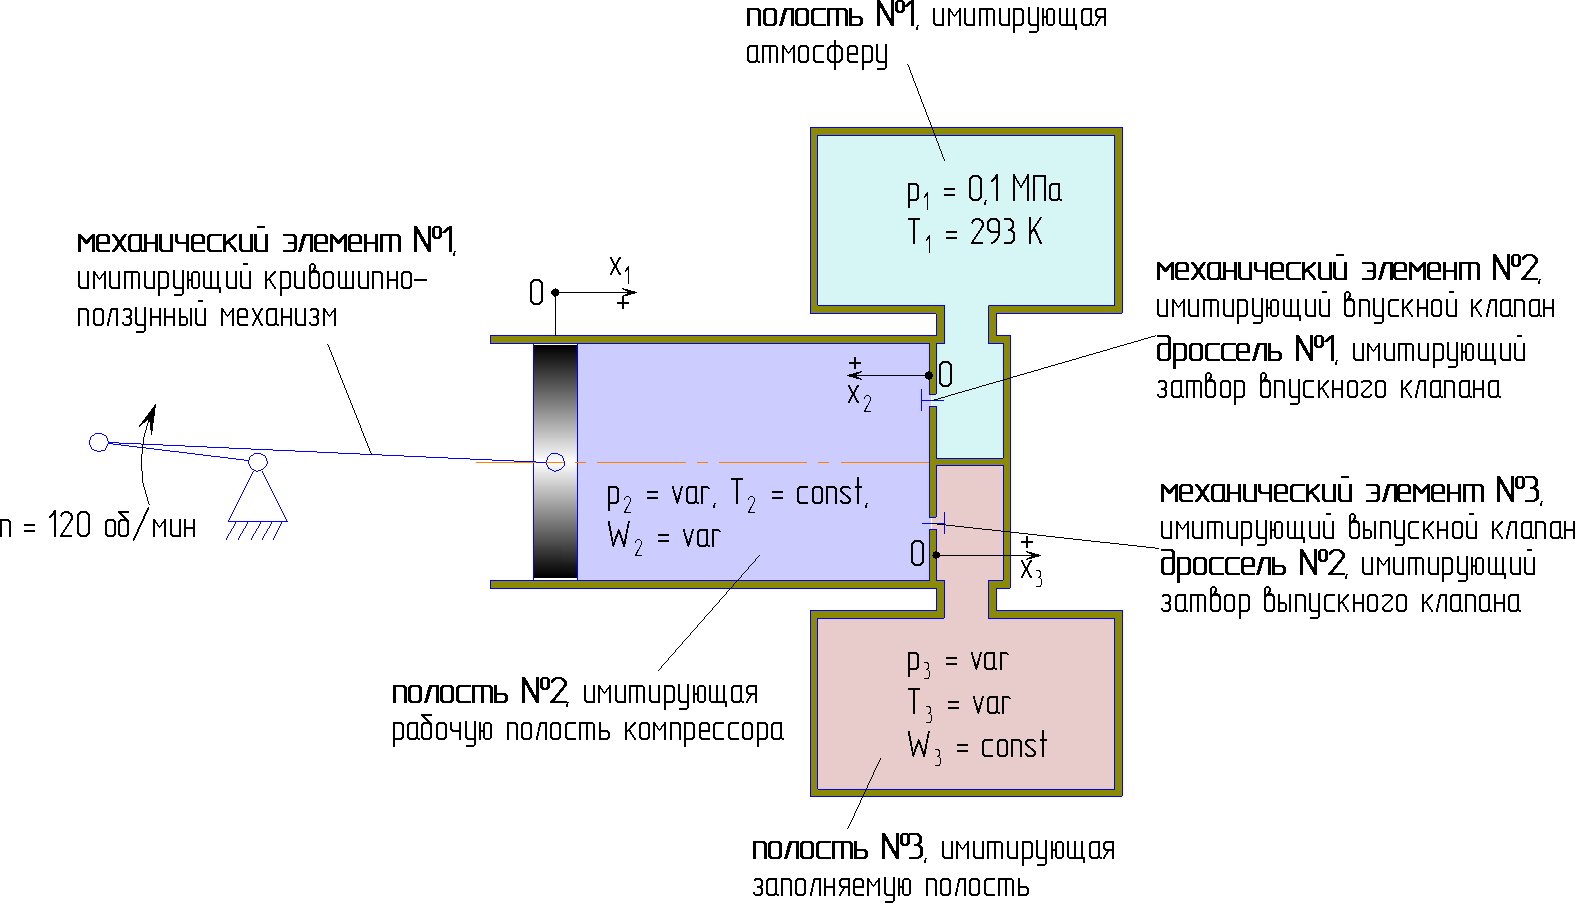 полость №1, имитирующая
атмосферу
p1 = 0,1 МПа
T1 = 293 К
механический элемент №1,
имитирующий кривошипно-
ползунный механизм
0
x1
+
механический элемент №2,
имитирующий впускной клапан
дроссель №1, имитирующий
затвор впускного клапана
+
x2
0
n = 120 об/мин
p2 = var, T2 = const,
W2 = var
механический элемент №3,
имитирующий выпускной клапан
дроссель №2, имитирующий
затвор выпускного клапана
0
+
x3
полость №2, имитирующая
рабочую полость компрессора
p3 = var
T3 = var
W3 = const
полость №3, имитирующая
заполняемую полость